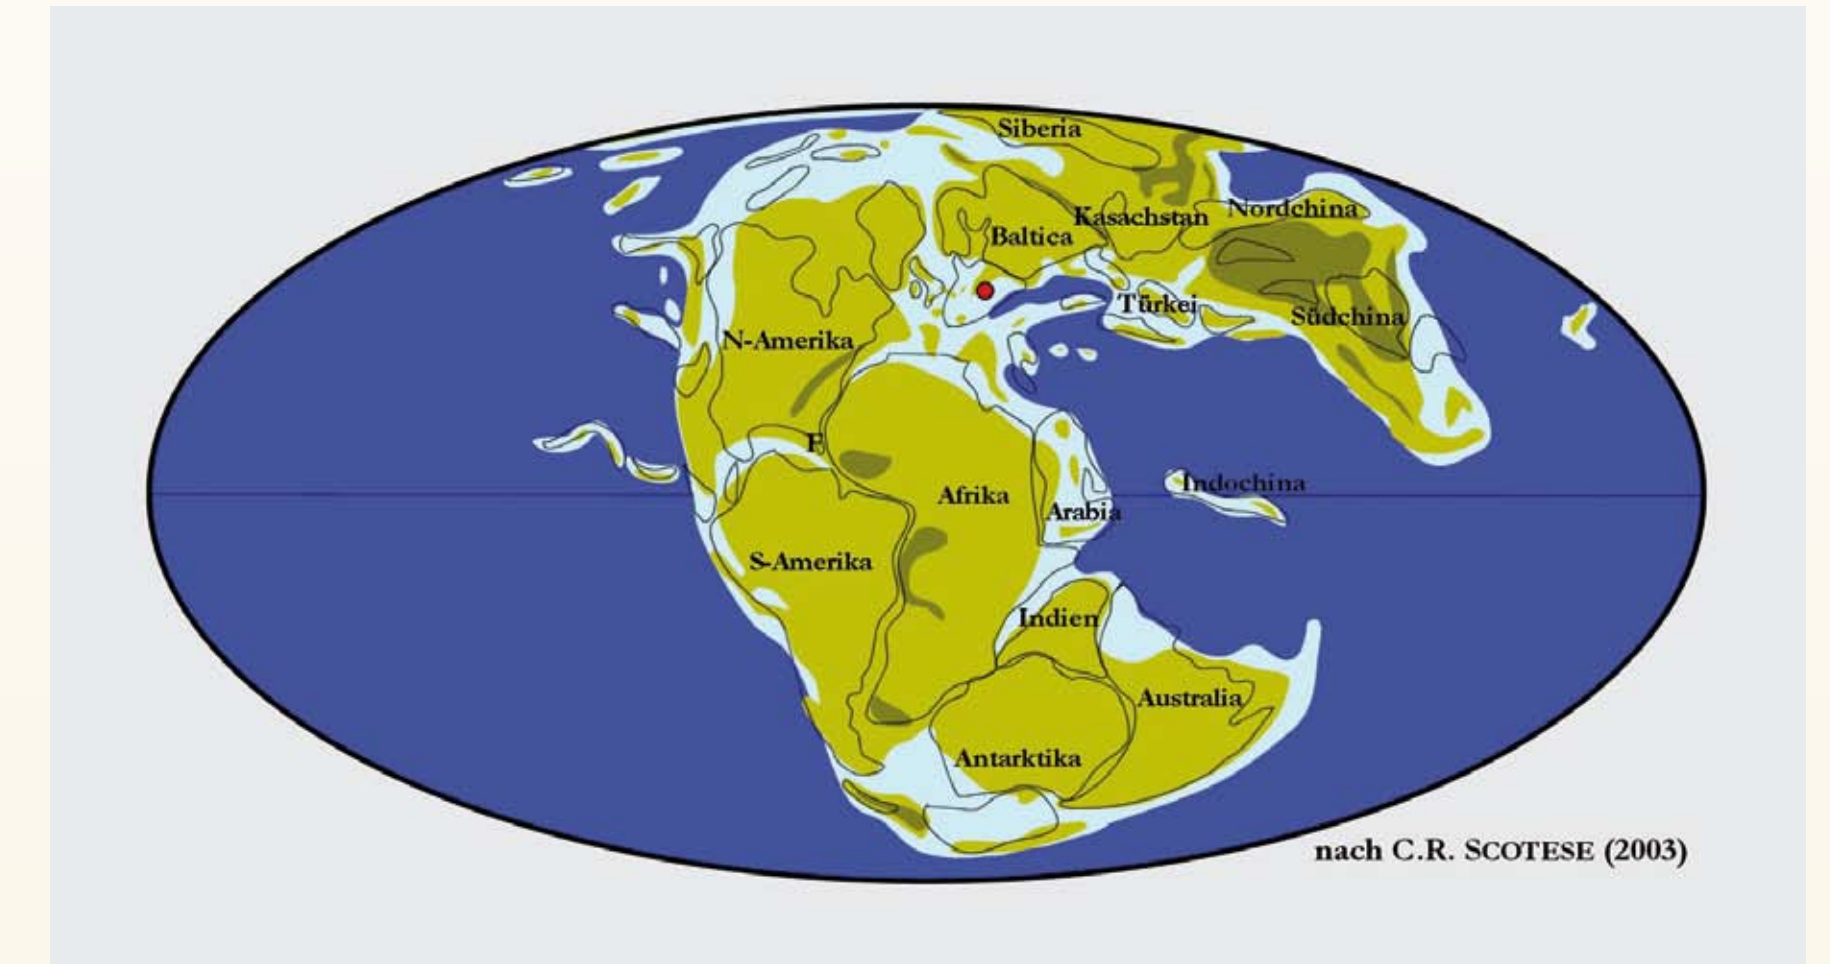 Siberia
Kasachstan
Nordchina
Baltica
Türkei
Südchina
N-Amerika
F
Indochina
Afrika
Arabia
S-Amerika
Indien
Australia
Antarktika
nach C.R. SCOTESE (2003)